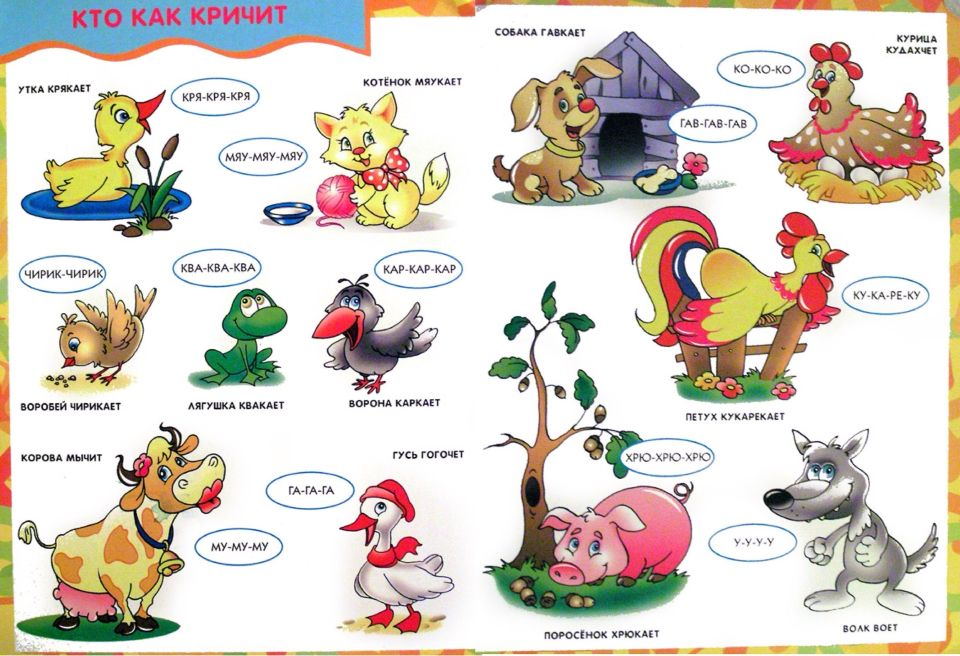 КТО КАК КРИЧИТ
УТКА КРЯКАЕТ
КРЯ-КРЯ-КРЯ
КОТЁНОК МЯУКАЕТ
МЯУ-МЯУ-МЯУ
ЧИРИК-ЧИРИК
КВА-КВА-КВА
КАР-КАР-КАР
ВОРОБЕЙ ЧИРИКАЕТ
ЛЯГУШКА КВАКАЕТ
ВОРОНА КАРКАЕТ
КОРОВА МЫЧИТ
МУ-МУ-МУ
ГУСЬ ГОГОЧЕТ
ГА-ГА-ГА
СОБАКА ГАВКАЕТ
ГАВ-ГАВ-ГАВ
КУРИЦА
КУДАХЧЕТ
КО-КО-КО
КУ-КА-РЕ-КУ
ПЕТУХ КУКАРЕКАЕТ
ХРЮ-ХРЮ-ХРЮ
ПОРОСЁНОК ХРЮКАЕТ
У-У-У-У
ВОЛК ВОЕТ